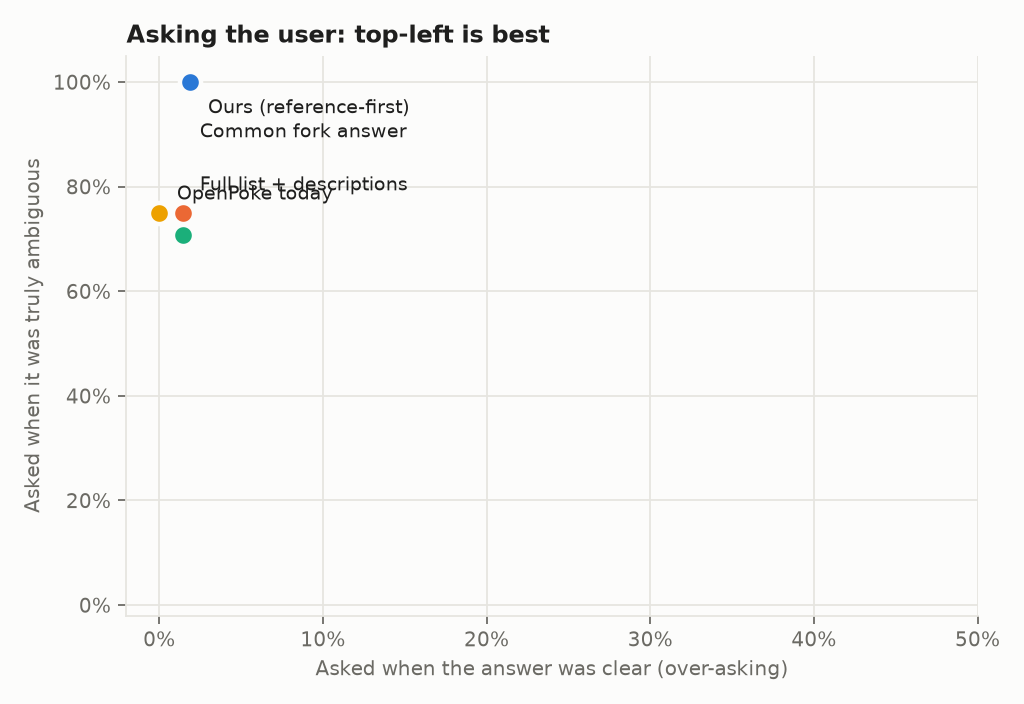 Asking the user: top-left is best
100%
Ours (reference-first)
Common fork answer
Full list + descriptions
80%
OpenPoke today
60%
40%
20%
0%
Asked when it was truly ambiguous
0% 10% 20% 30% 40% 50%
Asked when the answer was clear (over-asking)